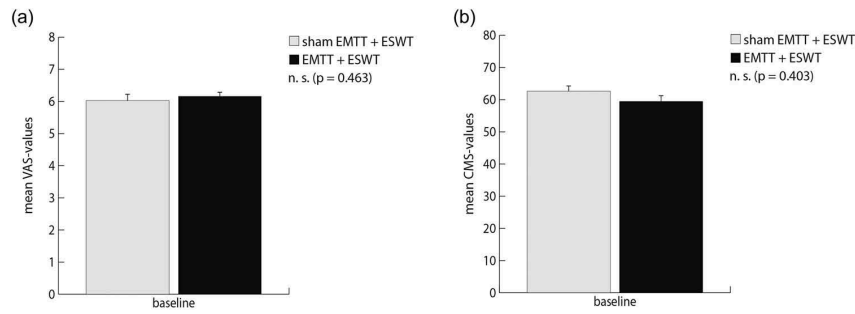 (a)
mean VAS-values
8
7
6
5
4
3
2
1
0
baseline
sham EMTT + ESWT
EMTT + ESWT
n. s. (p = 0.463)
(b)
mean CMS-values
80
70
60
50
40
30
20
10
0
baseline
sham EMTT + ESWT
EMTT + ESWT
n. s. (p = 0.403)